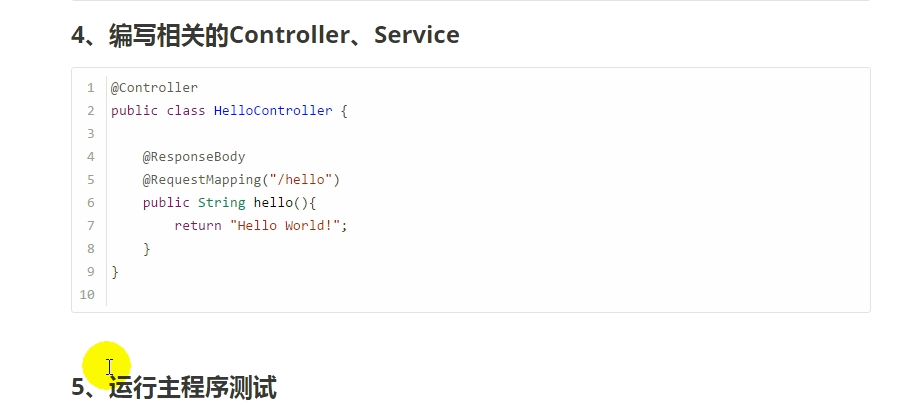 4、编写相关的Controller、Service
1 @Controller
2 public class HelloController {
3
4     @ResponseBody
5     @RequestMapping("/hello")
6     public String hello(){
7         return "Hello World!";
8     }
9 }
10
5、运行主程序测试